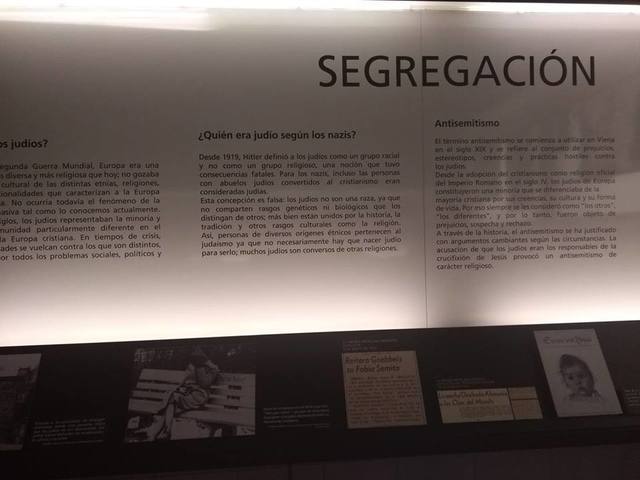 SEGREGACIÓN
os judíos?
egunda Guerra Mundial, Europa era una
s diversa y más religiosa que hoy; no gozaba
cultural de las distintas etnias, religiones,
ionalidades que caracterizan a la Europa
a. No ocurría todavía el fenómeno de la
asiva tal como lo conocemos actualmente.
iglos, los judíos representaban la minoría y
munidad particularmente diferente en el
la Europa cristiana. En tiempos de crisis,
ades se vuelcan contra los que son distintos,
or todos los problemas sociales, políticos y
¿Quién era judío según los nazis?
Desde 1919, Hitler definió a los judíos como un grupo racial
y no como un grupo religioso, una noción que tuvo
consecuencias fatales. Para los nazis, incluso las personas
con abuelos judíos convertidos al cristianismo eran
consideradas judías.
Esta concepción es falsa: los judíos no son una raza, ya que
no comparten rasgos genéticos ni biológicos que los
distingan de otros; más bien están unidos por la historia, la
tradición y otros rasgos culturales como la religión.
Así, personas de diversos orígenes étnicos pertenecen al
judaísmo ya que no necesariamente hay que nacer judío
para serlo; muchos judíos son conversos de otras religiones.
Antisemitismo
El término antisemitismo se comienza a utilizar en Viena
en el siglo XIX y se refiere al conjunto de prejuicios,
estereotipos, creencias y prácticas hostiles contra
los judíos.
Desde la adopción del cristianismo como religión oficial
del Imperio Romano en el siglo IV, los judíos de Europa
constituyeron una minoría que se diferenciaba de la
mayoría cristiana por sus creencias, su cultura y su forma
de vida. Por eso siempre se les consideró como "los otros",
"los diferentes", y por lo tanto, fueron objeto de
prejuicios, sospecha y rechazo.
A través de la historia, el antisemitismo se ha justificado
con argumentos cambiantes según las circunstancias. La
acusación de que los judíos eran los responsables de la
crucifixión de Jesús provocó un antisemitismo de
carácter religioso.
Reitera Goebbels
su Fobia Semita